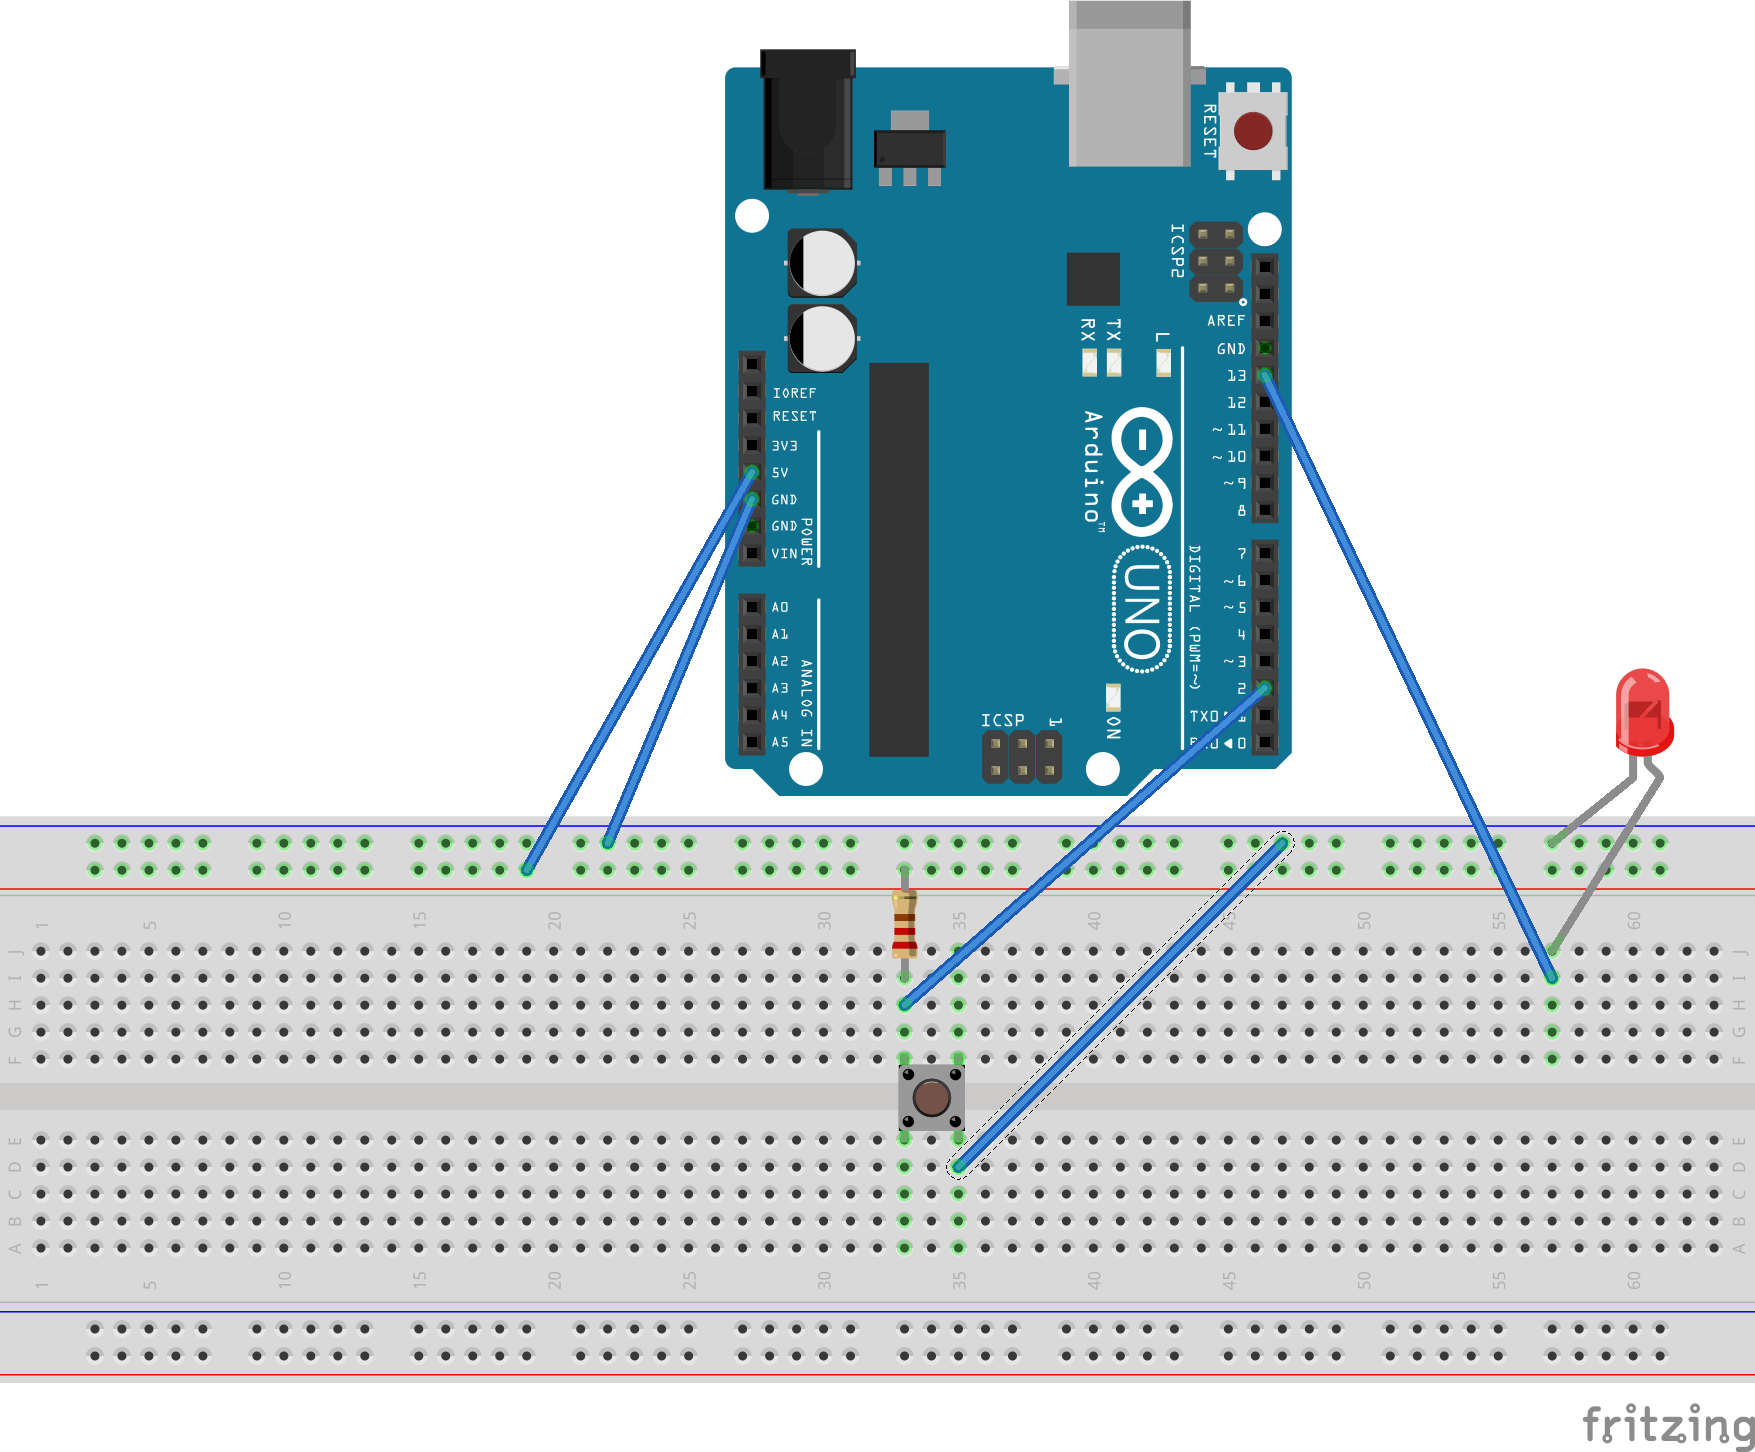 RESET
ICSP2
AREF
GND
13
12
~11
~10
~9
8
7
~6
~5
4
~3
2
TX0 1
0
RX
TX
L
IOREF
RESET
3V3
5V
GND
GND
VIN
POWER
A0
A1
A2
A3
A4
A5
ANALOG IN
Arduino™
UNO
DIGITAL (PWM=~)
ICSP
1
ON
1 5 10 15 20 25 30 35 40 45 50 55 60
J J
I I
H H
G G
F F
E E
D D
C C
B B
A A
1 5 10 15 20 25 30 35 40 45 50 55 60
fritzing